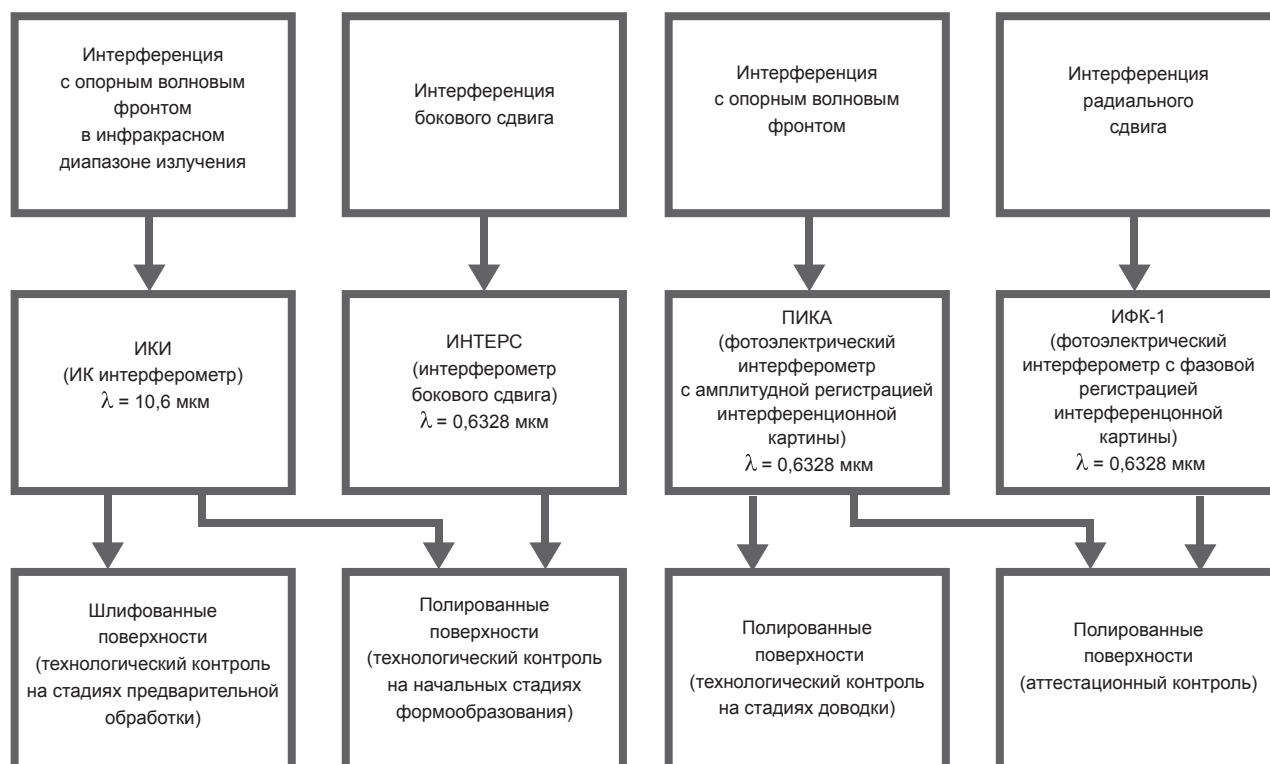 Интерференция
с опорным волновым
фронтом
в инфракрасном
диапазоне излучения
Интерференция
бокового сдвига
Интерференция
с опорным волновым
фронтом
Интерференция
радиального
сдвига
ИКИ
(ИК интерферометр)
λ = 10,6 мкм
ИНТЕРС
(интерферометр
бокового сдвига)
λ = 0,6328 мкм
ПИКА
(фотоэлектрический
интерферометр
с амплитудной регистрацией
интерференционной
картины)
λ = 0,6328 мкм
ИФК-1
(фотоэлектрический
интерферометр с фазовой
регистрацией
интерференцонной
картины)
λ = 0,6328 мкм
Шлифованные
поверхности
(технологический контроль
на стадиях предварительной
обработки)
Полированные
поверхности
(технологический контроль
на начальных стадиях
формообразования)
Полированные
поверхности
(технологический контроль
на стадиях доводки)
Полированные
поверхности
(аттестационный контроль)